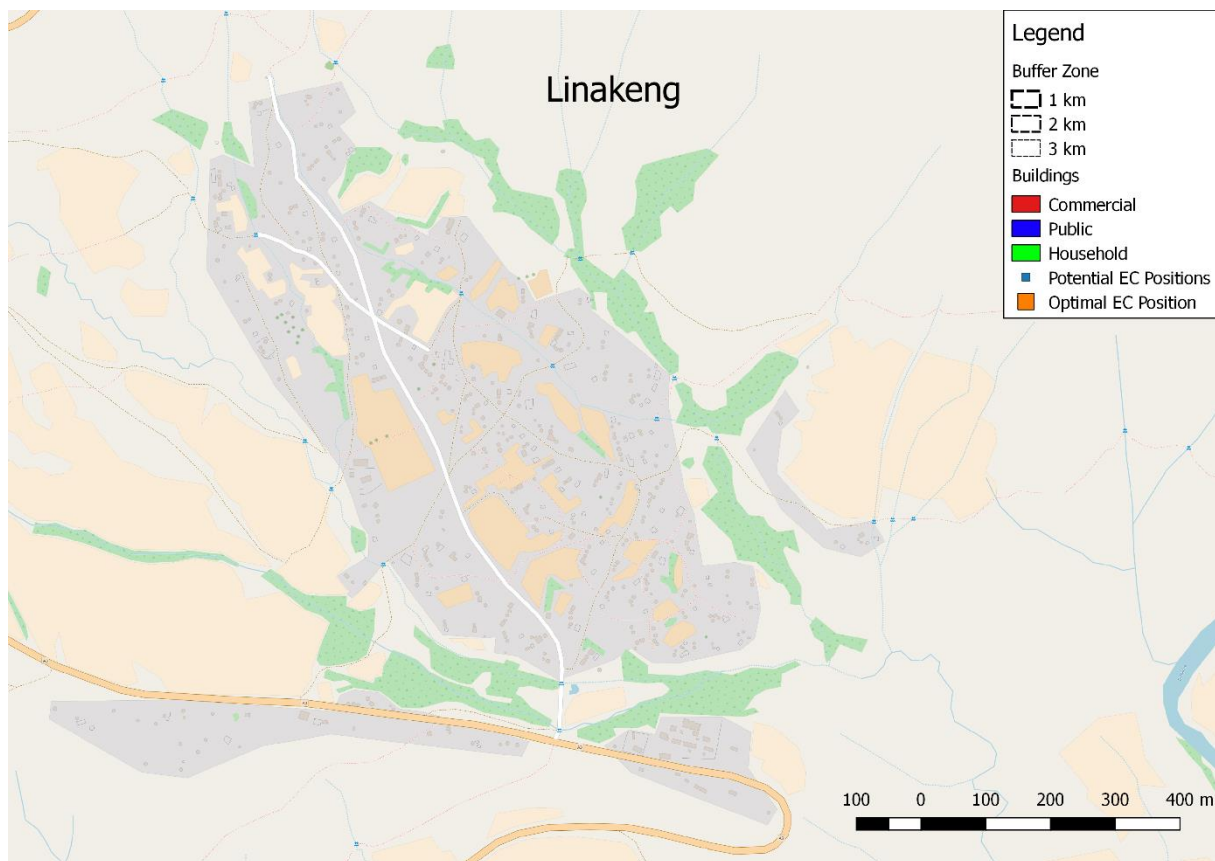 Linakeng
Legend
Buffer Zone
1 km
2 km
3 km
Buildings
Commercial
Public
Household
Potential EC Positions
Optimal EC Position
100 0 100 200 300 400 m